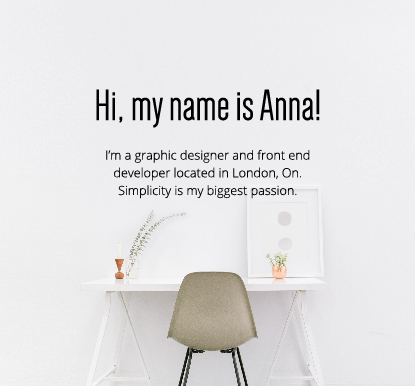 Hi, my name is Anna!
I'm a graphic designer and front end
developer located in London, On.
Simplicity is my biggest passion.